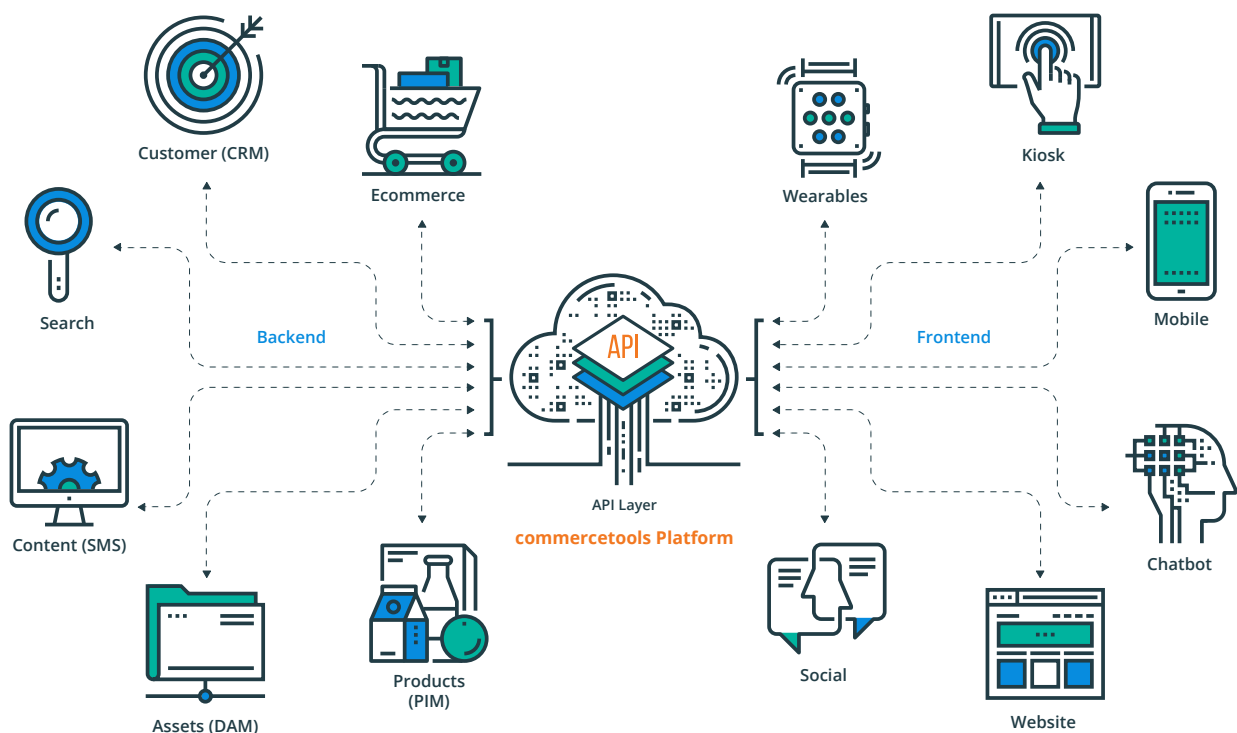 Customer (CRM)
Ecommerce
Wearables
Kiosk
Search
Backend
API
Frontend
Mobile
API Layer
commercetools Platform
Content (SMS)
Chatbot
Products
(PIM)
Social
Assets (DAM)
Website